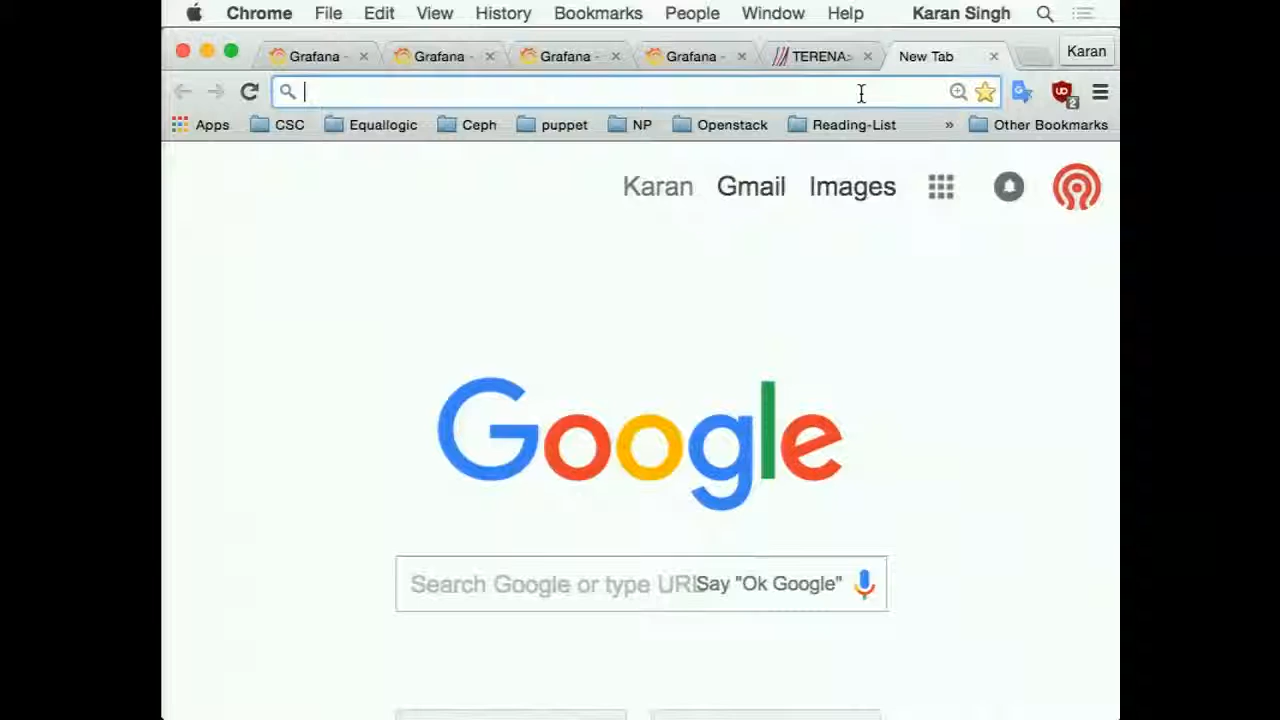 Chrome File Edit View History Bookmarks People Window Help Karan Singh
Grafana - Grafana - Grafana - Grafana - TERENA: New Tab Karan
UD 2
Apps CSC Equallogic Ceph puppet NP Openstack Reading-List » Other Bookmarks
Karan Gmail Images
Google
Search Google or type URL Say "Ok Google"